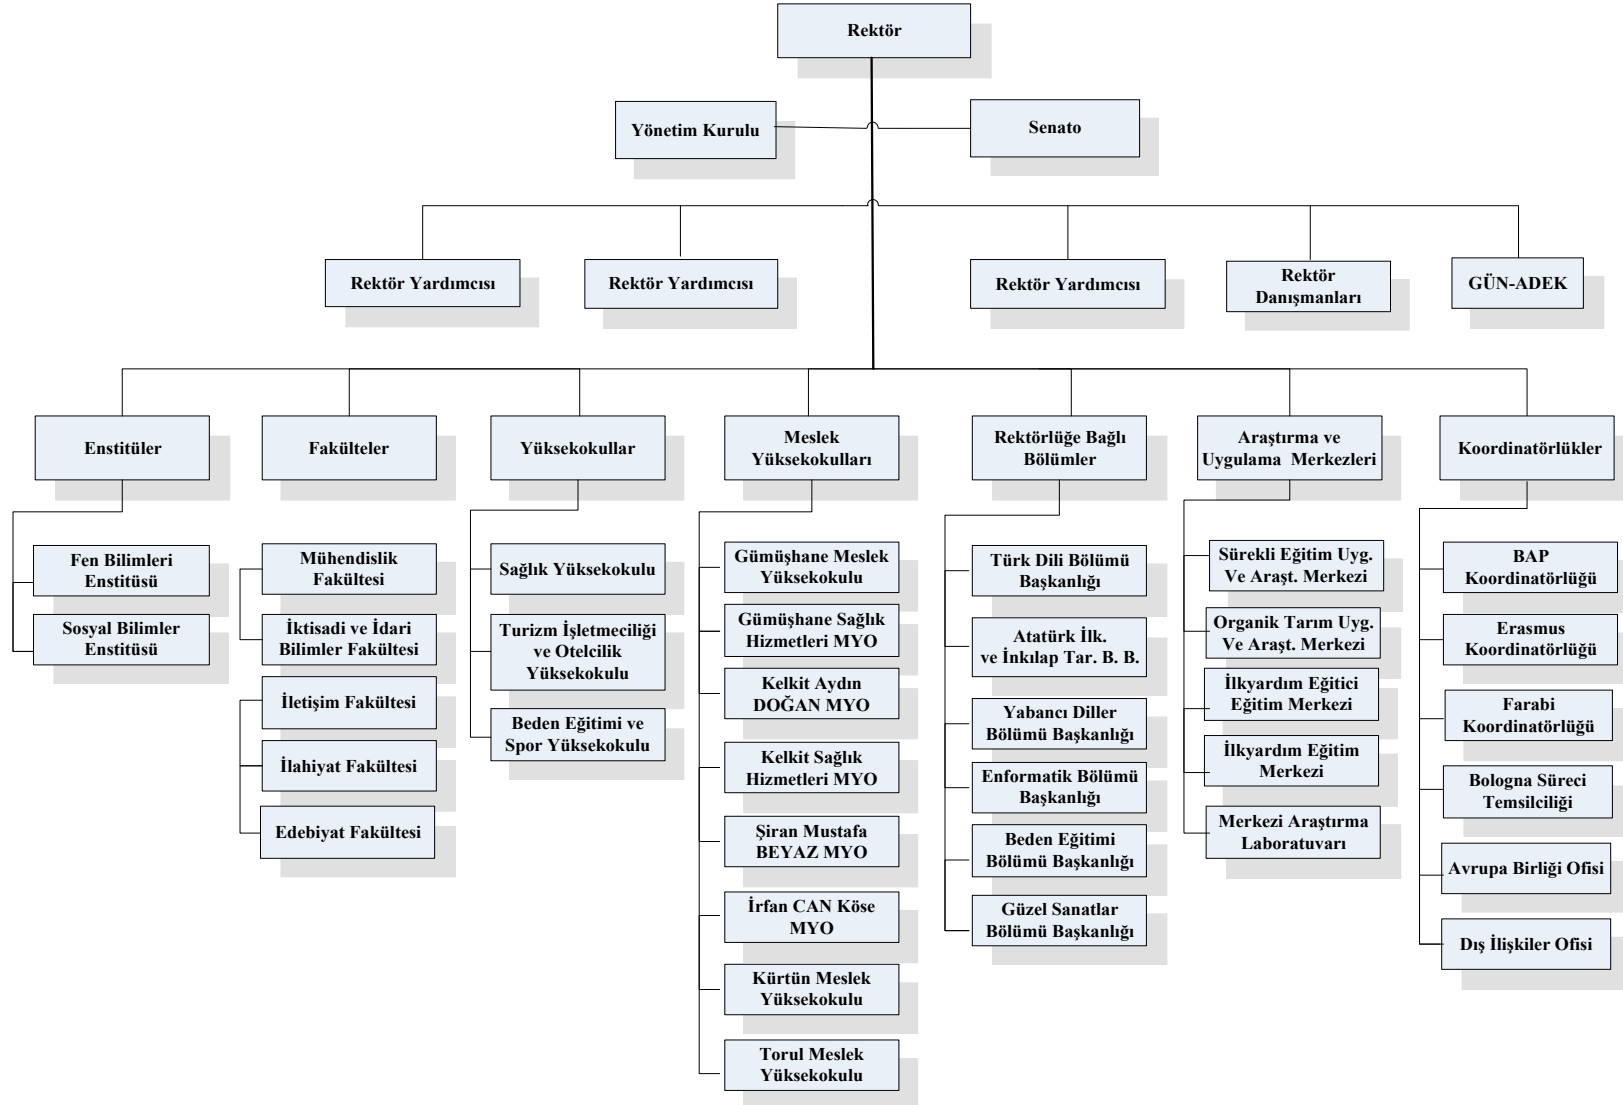 Rektör
Yönetim Kurulu
Senato
Rektör Yardımcısı
Rektör Yardımcısı
Rektör Yardımcısı
Rektör
Danışmanları
GÜN-ADEK
Enstitüler
Fakülteler
Yüksekokullar
Meslek
Yüksekokulları
Rektörlüğe Bağlı
Bölümler
Araştırma ve
Uygulama Merkezleri
Koordinatörlükler
Fen Bilimleri
Enstitüsü
Sosyal Bilimler
Enstitüsü
Mühendislik
Fakültesi
İktisadi ve İdari
Bilimler Fakültesi
İletişim Fakültesi
İlahiyat Fakültesi
Edebiyat Fakültesi
Sağlık Yüksekokulu
Turizm İşletmeciliği
ve Otelcilik
Yüksekokulu
Beden Eğitimi ve
Spor Yüksekokulu
Gümüşhane Meslek
Yüksekokulu
Gümüşhane Sağlık
Hizmetleri MYO
Kelkit Aydın
DOĞAN MYO
Kelkit Sağlık
Hizmetleri MYO
Şiran Mustafa
BEYAZ MYO
İrfan CAN Köse
MYO
Kürtün Meslek
Yüksekokulu
Torul Meslek
Yüksekokulu
Türk Dili Bölümü
Başkanlığı
Atatürk İlk.
ve İnkılap Tar. B. B.
Yabancı Diller
Bölümü Başkanlığı
Enformatik Bölümü
Başkanlığı
Beden Eğitimi
Bölümü Başkanlığı
Güzel Sanatlar
Bölümü Başkanlığı
Sürekli Eğitim Uyg.
Ve Araşt. Merkezi
Organik Tarım Uyg.
Ve Araşt. Merkezi
İlkyardım Eğitici
Eğitim Merkezi
İlkyardım Eğitim
Merkezi
Merkezi Araştırma
Laboratuvarı
BAP
Koordinatörlüğü
Erasmus
Koordinatörlüğü
Farabi
Koordinatörlüğü
Bologna Süreci
Temsilciliği
Avrupa Birliği Ofisi
Dış İlişkiler Ofisi